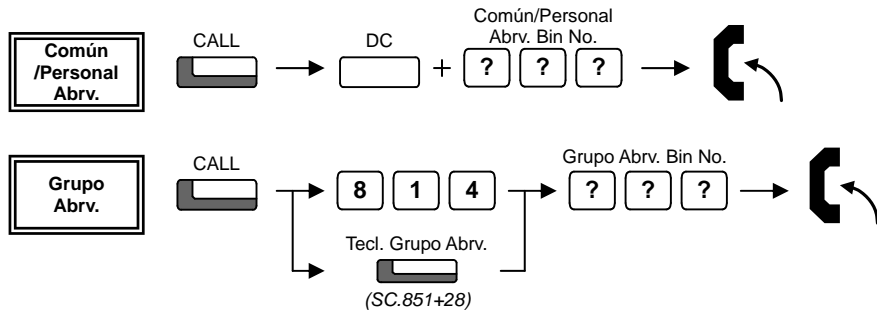 Común
/Personal
Abrv.
CALL
DC
+
Común/Personal
Abrv. Bin No.
? ? ?
Grupo
Abrv.
CALL
8 1 4
Tecl. Grupo Abrv.
(SC.851+28)
Grupo Abrv. Bin No.
? ? ?